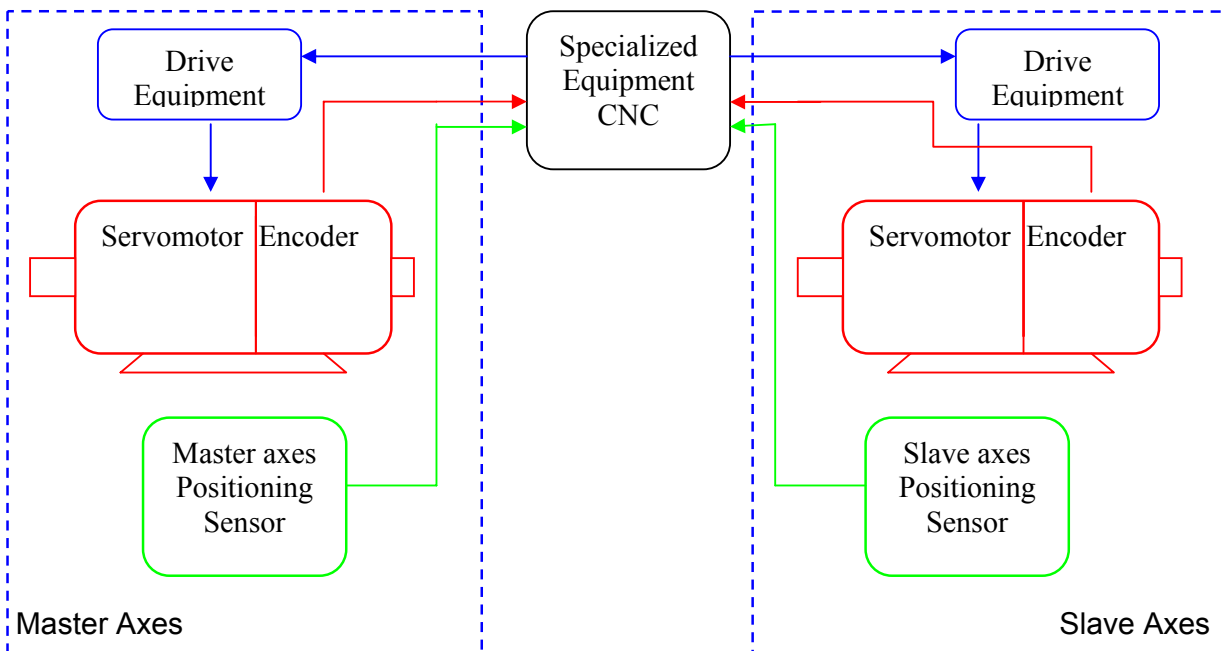 Drive
Equipment
Specialized
Equipment
CNC
Drive
Equipment
Servomotor
Encoder
Servomotor
Encoder
Master axes
Positioning
Sensor
Slave axes
Positioning
Sensor
Master Axes
Slave Axes